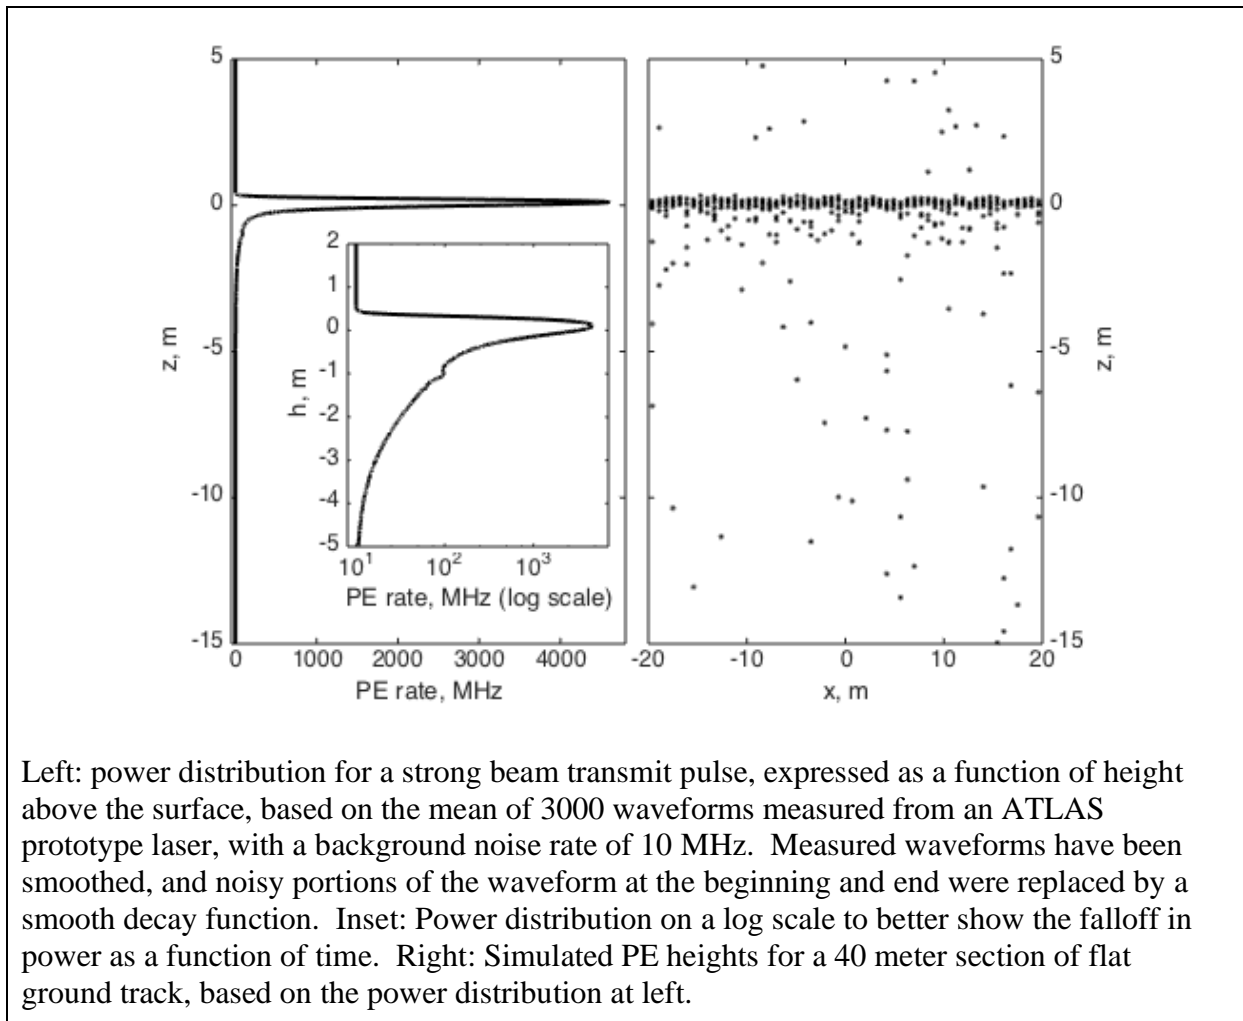 5
0
-5
-10
-15
z, m
0
1000
2000
3000
4000
PE rate, MHz
2
1
0
-1
-2
-3
-4
-5
h, m
10^1
10^2
10^3
PE rate, MHz (log scale)
5
0
-5
-10
-15
z, m
-20
-10
0
10
20
x, m
Left: power distribution for a strong beam transmit pulse, expressed as a function of height
above the surface, based on the mean of 3000 waveforms measured from an ATLAS
prototype laser, with a background noise rate of 10 MHz.  Measured waveforms have been
smoothed, and noisy portions of the waveform at the beginning and end were replaced by a
smooth decay function.  Inset: Power distribution on a log scale to better show the falloff in
power as a function of time.  Right: Simulated PE heights for a 40 meter section of flat
ground track, based on the power distribution at left.